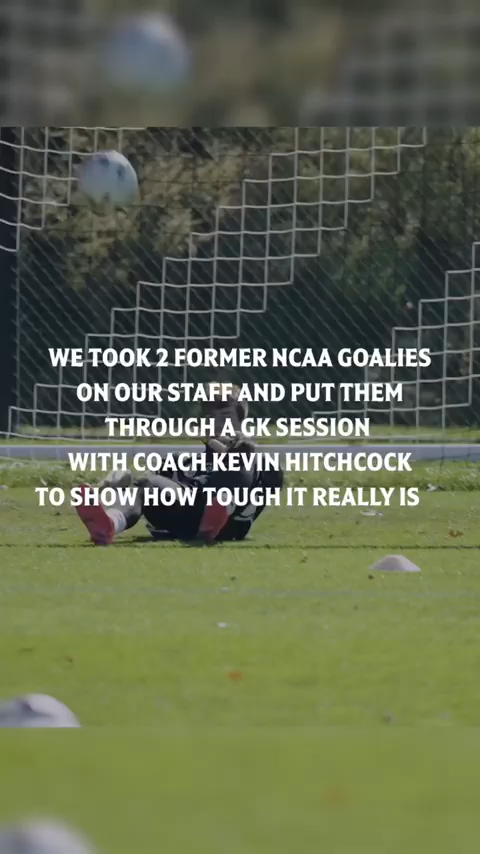 WE TOOK 2 FORMER NCAA GOALIES
ON OUR STAFF AND PUT THEM
THROUGH A GK SESSION
WITH COACH KEVIN HITCHCOCK
TO SHOW HOW TOUGH IT REALLY IS